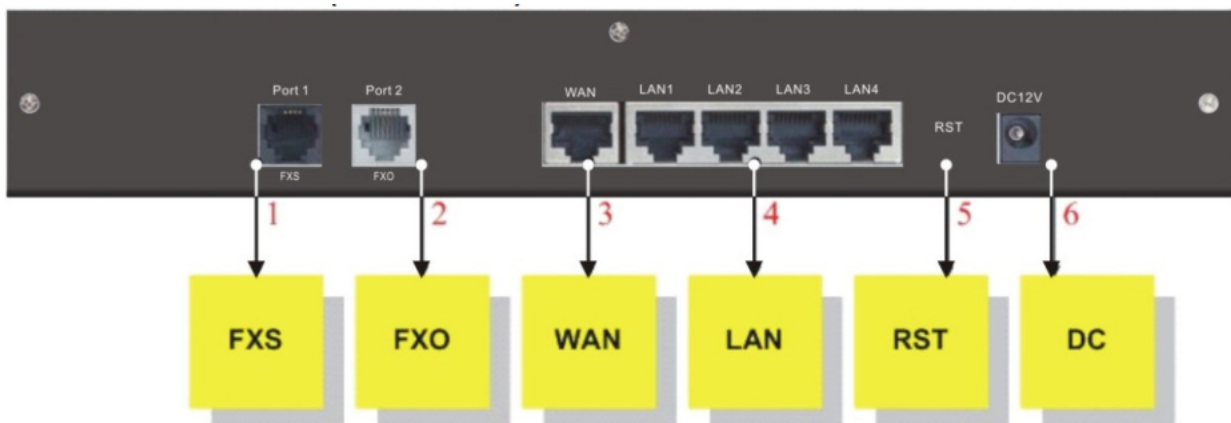 Port 1 Port 2 WAN LAN1 LAN2 LAN3 LAN4 RST DC12V
FXS FXO
1 2 3 4 5 6
FXS FXO WAN LAN RST DC